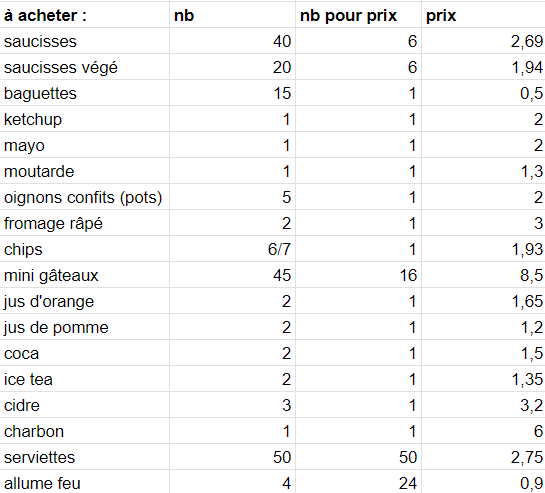 à acheter : nb nb pour prix prix
saucisses 40 6 2,69
saucisses végé 20 6 1,94
baguettes 15 1 0,5
ketchup 1 1 2
mayo 1 1 2
moutarde 1 1 1,3
oignons confits (pots) 5 1 2
fromage râpé 2 1 3
chips 6/7 1 1,93
mini gâteaux 45 16 8,5
jus d'orange 2 1 1,65
jus de pomme 2 1 1,2
coca 2 1 1,5
ice tea 2 1 1,35
cidre 3 1 3,2
charbon 1 1 6
serviettes 50 50 2,75
allume feu 4 24 0,9